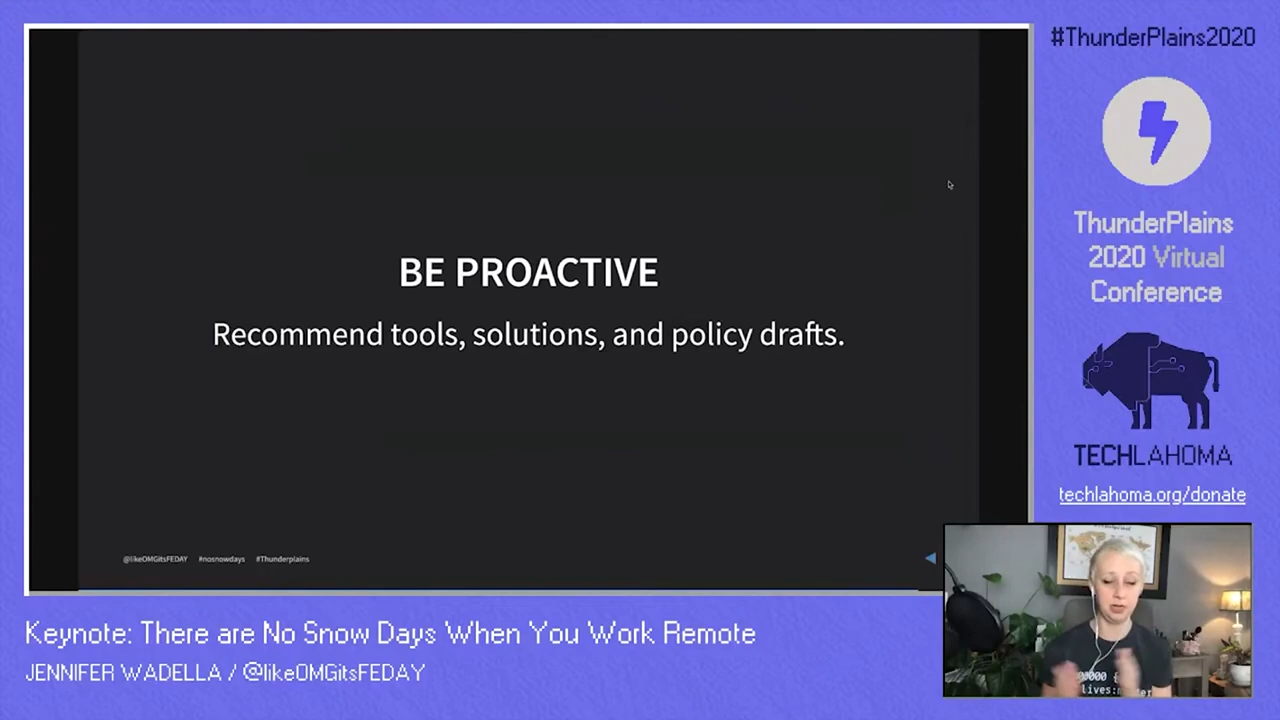 #ThunderPlains2020
BE PROACTIVE
Recommend tools, solutions, and policy drafts.
@likeOMGitsFEDAY #nosnowdays #Thunderplains
ThunderPlains
2020 Virtual
Conference
TECHLAHOMA
techlahoma.org/donate
Keynote: There are No Snow Days When You Work Remote
JENNIFER WADELLA / @likeOMGitsFEDAY